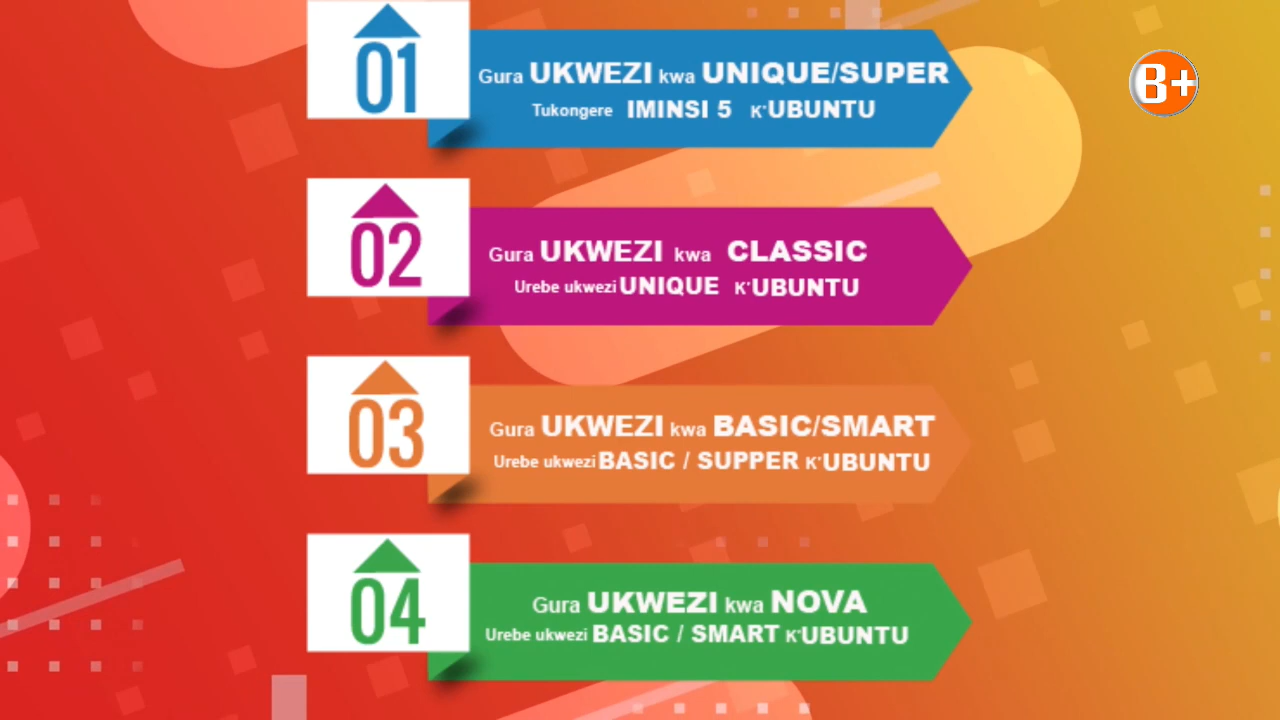 01
Gura UKWEZI kwa UNIQUE/SUPER
Tukongere IMINSI 5 K'UBUNTU
B+
02
Gura UKWEZI kwa CLASSIC
Urebe ukwezi UNIQUE K'UBUNTU
03
Gura UKWEZI kwa BASIC/SMART
Urebe ukwezi BASIC / SUPPER K'UBUNTU
04
Gura UKWEZI kwa NOVA
Urebe ukwezi BASIC / SMART K'UBUNTU